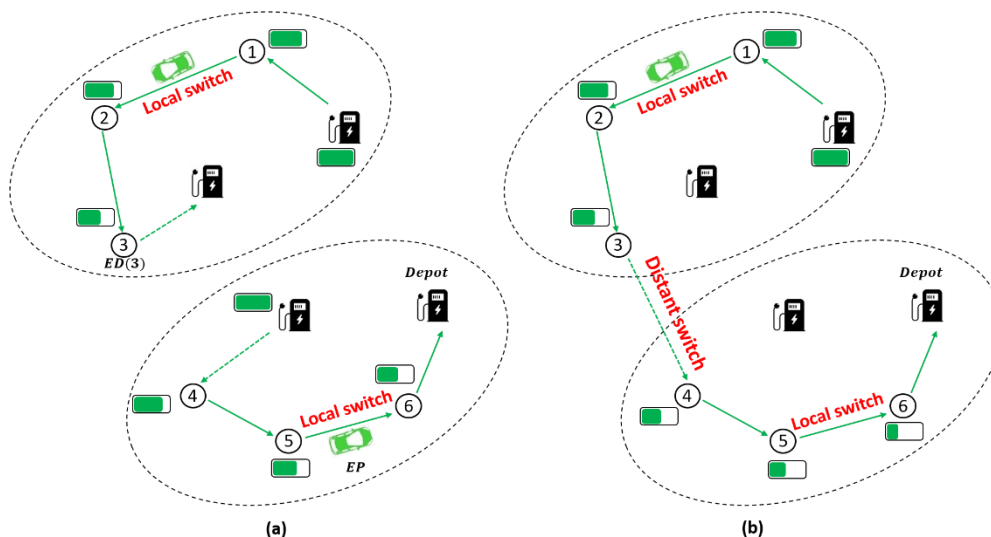 1
Local switch
2
3
ED(3)
Depot
4
Local switch
5
6
EP
(a)
1
Local switch
2
3
Distant switch
Depot
4
Local switch
5
6
(b)